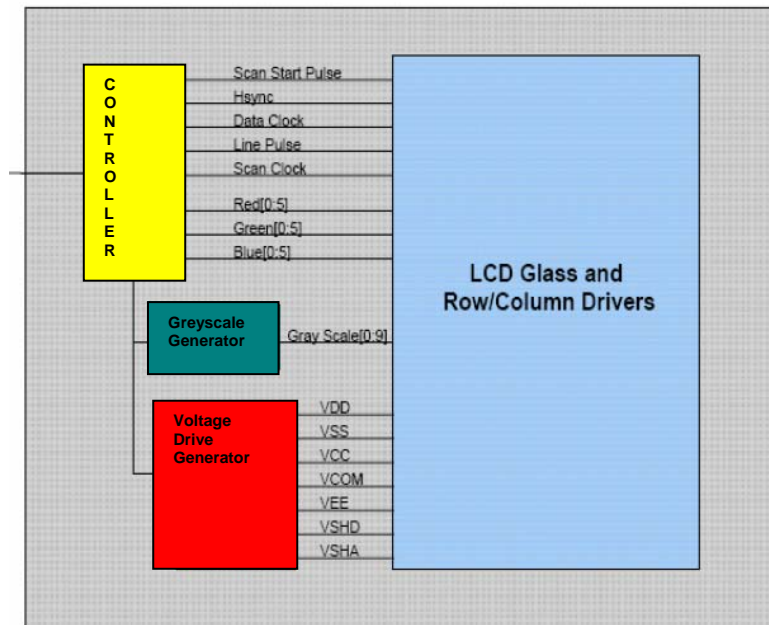 CONTROLLER
Scan Start Pulse
Hsync
Data Clock
Line Pulse
Scan Clock
Red[0:5]
Green[0:5]
Blue[0:5]
LCD Glass and
Row/Column Drivers
Greyscale
Generator
Gray Scale[0:9]
Voltage
Drive
Generator
VDD
VSS
VCC
VCOM
VEE
VSHD
VSHA